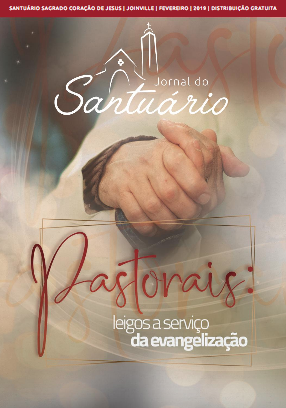 SANTUÁRIO SAGRADO CORAÇÃO DE JESUS | JOINVILLE | FEVEREIRO | 2019 | DISTRIBUIÇÃO GRATUITA
Jornal do
Santuário
Pastorais:
leigos a serviço
da evangelização